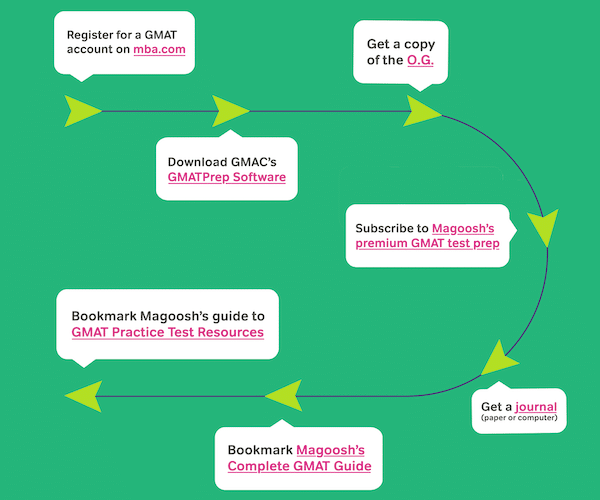 Register for a GMAT
account on mba.com
Get a copy
of the O.G.
Download GMAC's
GMATPrep Software
Subscribe to Magoosh's
premium GMAT test prep
Get a journal
(paper or computer)
Bookmark Magoosh's
Complete GMAT Guide
Bookmark Magoosh's guide to
GMAT Practice Test Resources